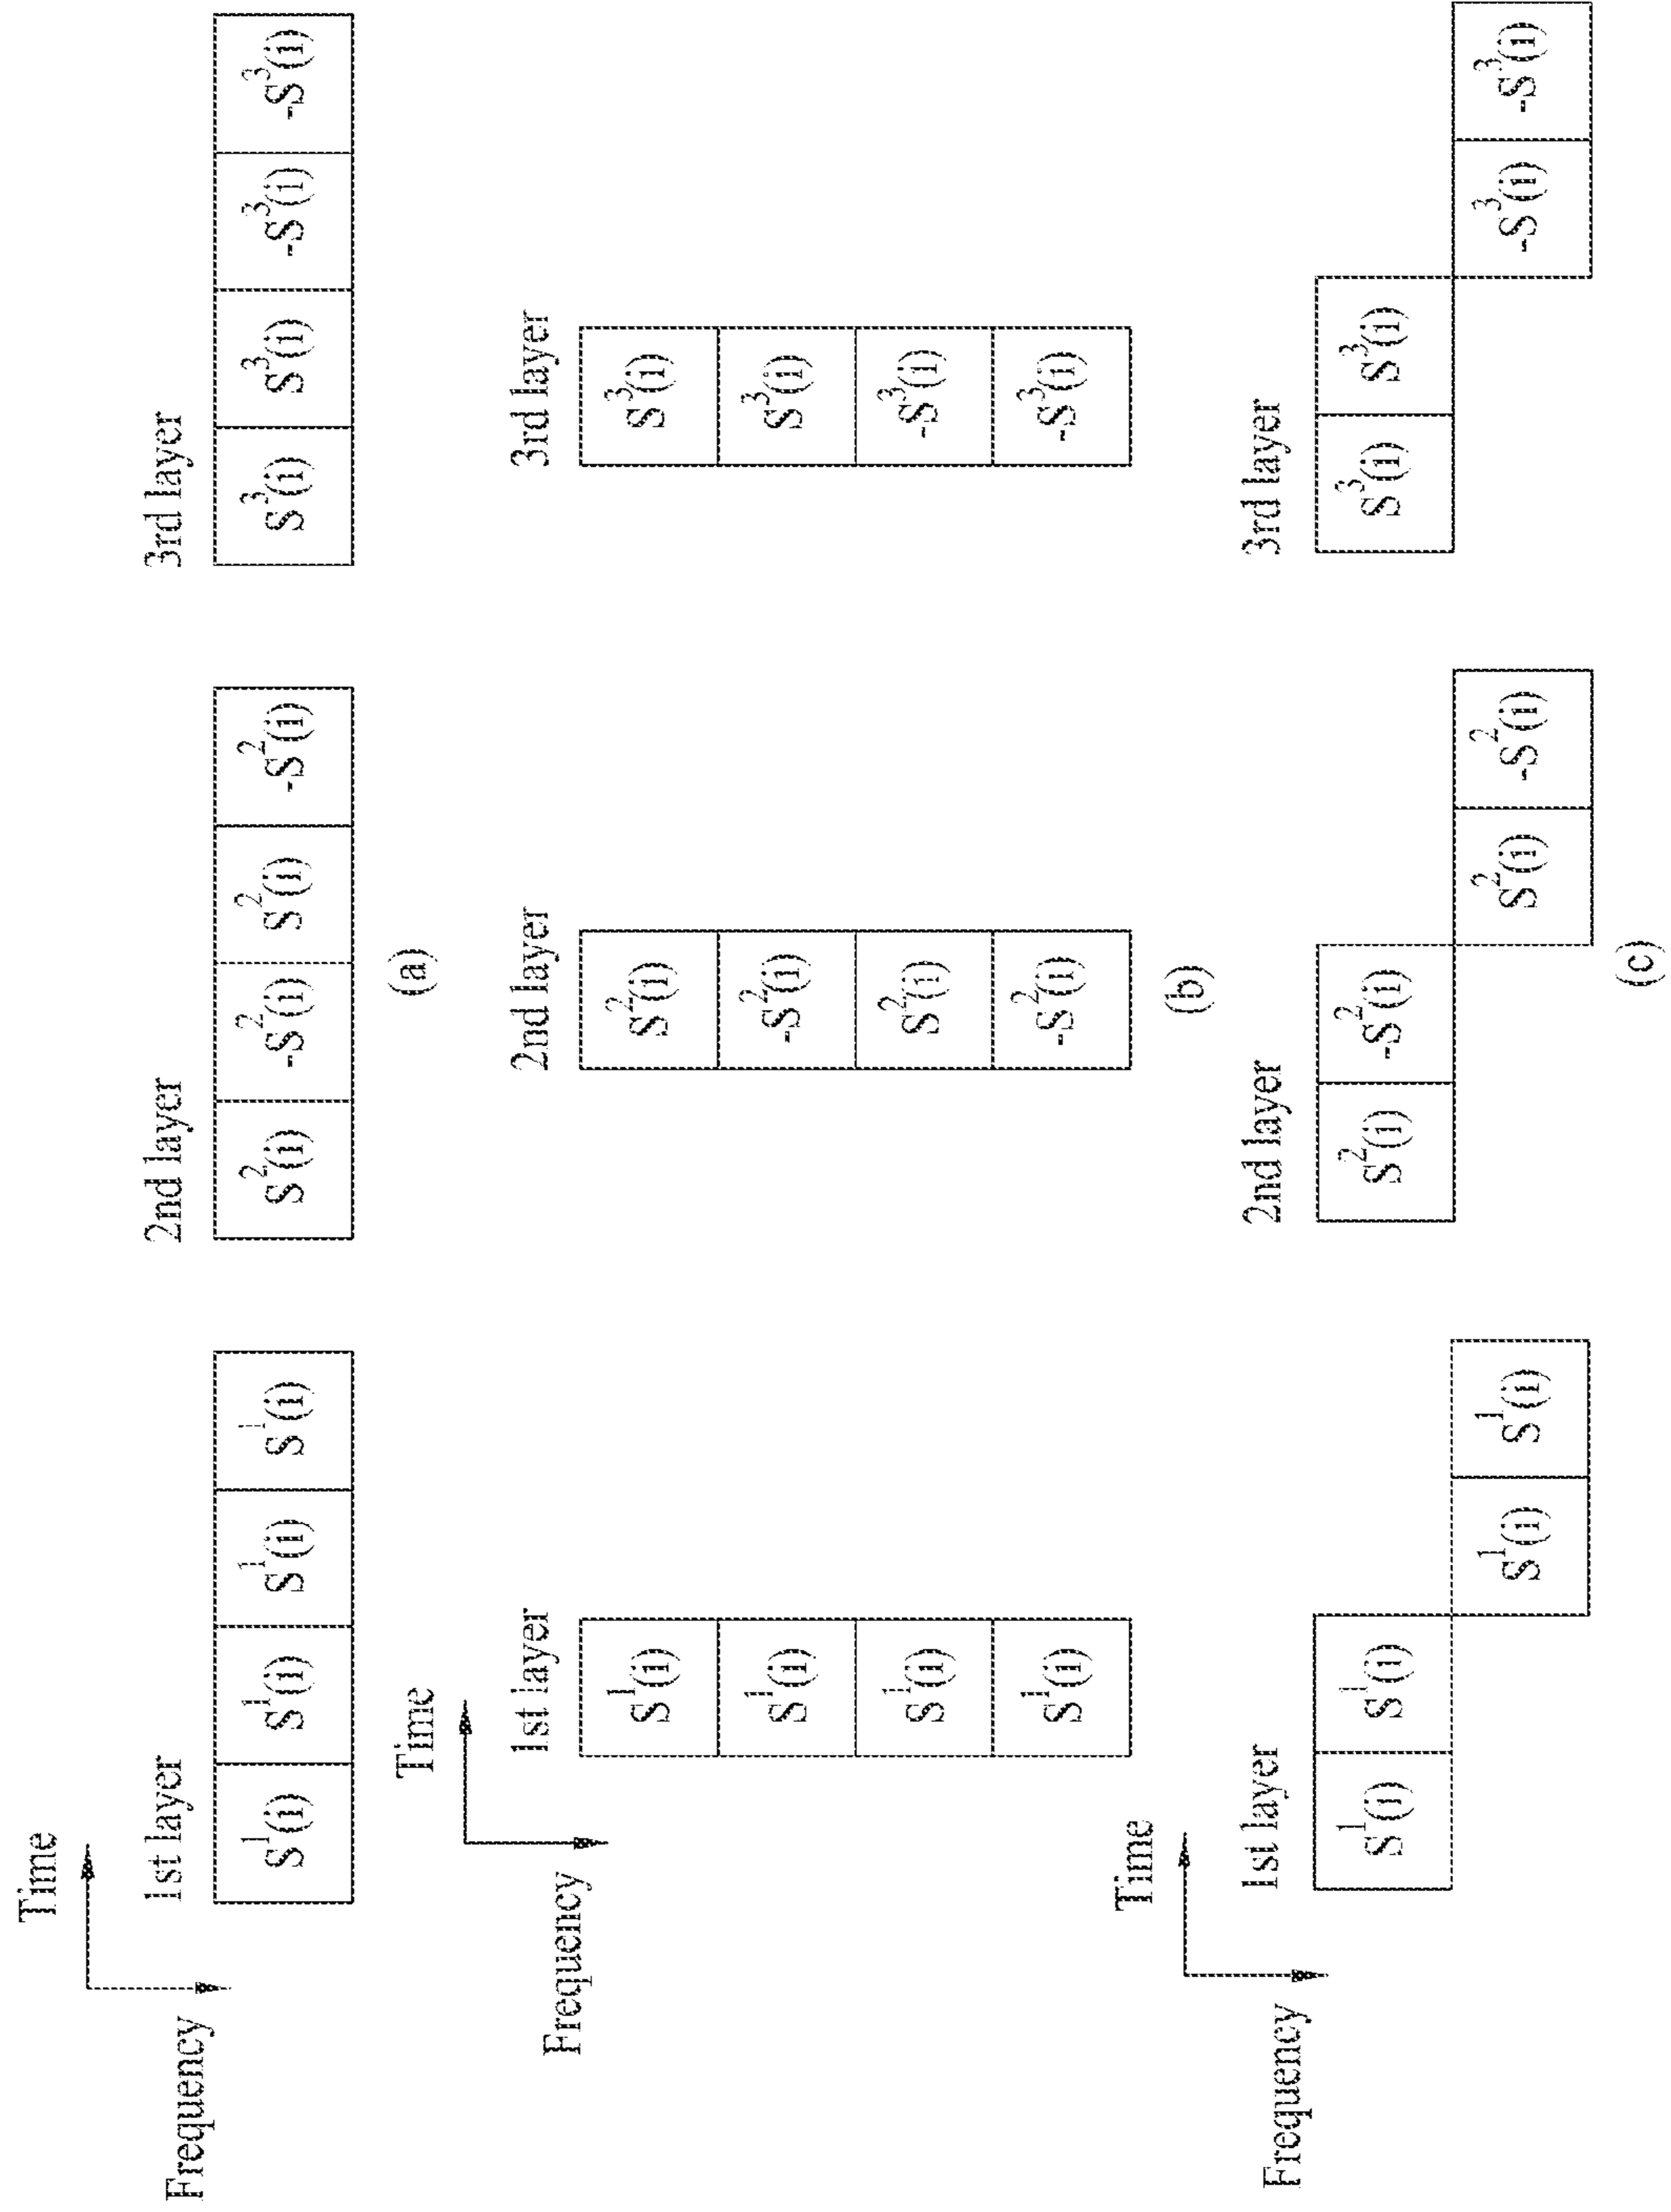 Time
Frequency
1st layer
2nd layer
3rd layer
S¹(i) S¹(i) S¹(i) S¹(i)
S²(i) -S²(i) S²(i) -S²(i)
S³(i) S³(i) -S³(i) -S³(i)
(a)
Time
Frequency
1st layer
2nd layer
3rd layer
S¹(i) S²(i) S³(i)
S¹(i) -S²(i) S³(i)
S¹(i) S²(i) -S³(i)
S¹(i) -S²(i) -S³(i)
(b)
Time
Frequency
1st layer
2nd layer
3rd layer
S¹(i) S¹(i) S²(i) -S²(i) S³(i) S³(i)
S¹(i) S¹(i) S²(i) -S²(i) -S³(i) -S³(i)
(c)